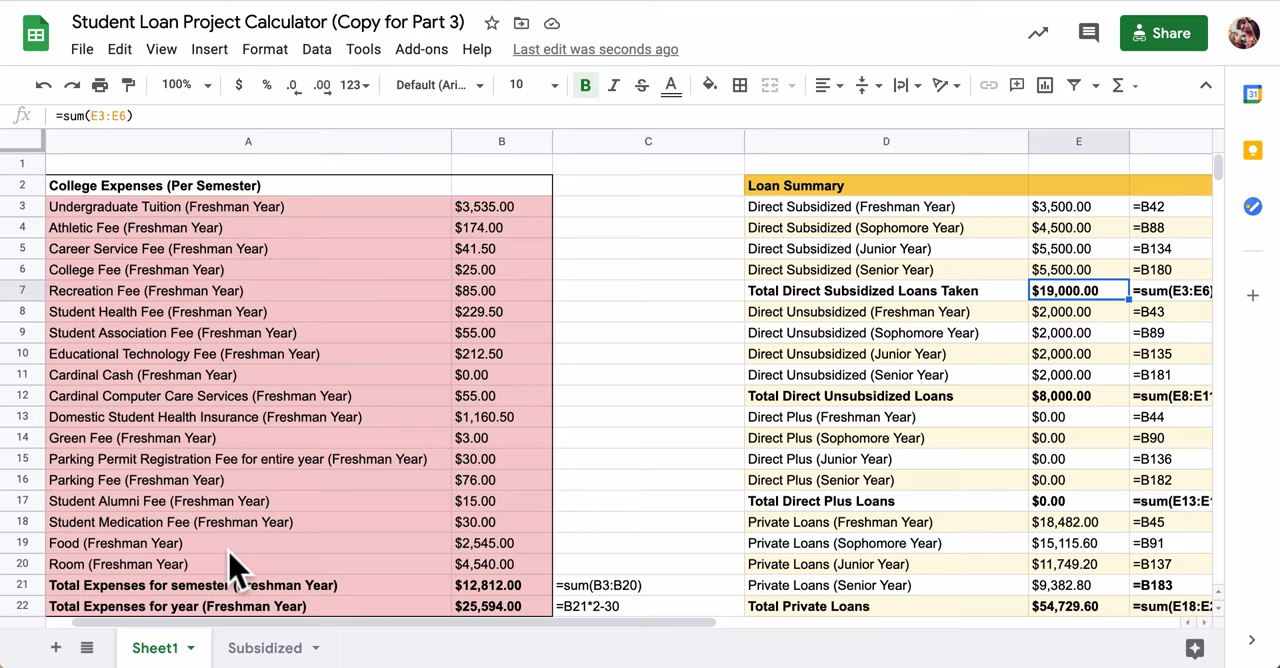 Student Loan Project Calculator (Copy for Part 3)
File Edit View Insert Format Data Tools Add-ons Help Last edit was seconds ago
Share
100% $ % .0 .00 123 Default (Ari... 10 B I S A
fx =sum(E3:E6)
A B C D E
1
2 College Expenses (Per Semester) Loan Summary
3 Undergraduate Tuition (Freshman Year) $3,535.00 Direct Subsidized (Freshman Year) $3,500.00 =B42
4 Athletic Fee (Freshman Year) $174.00 Direct Subsidized (Sophomore Year) $4,500.00 =B88
5 Career Service Fee (Freshman Year) $41.50 Direct Subsidized (Junior Year) $5,500.00 =B134
6 College Fee (Freshman Year) $25.00 Direct Subsidized (Senior Year) $5,500.00 =B180
7 Recreation Fee (Freshman Year) $85.00 Total Direct Subsidized Loans Taken $19,000.00 =sum(E3:E6)
8 Student Health Fee (Freshman Year) $229.50 Direct Unsubsidized (Freshman Year) $2,000.00 =B43
9 Student Association Fee (Freshman Year) $55.00 Direct Unsubsidized (Sophomore Year) $2,000.00 =B89
10 Educational Technology Fee (Freshman Year) $212.50 Direct Unsubsidized (Junior Year) $2,000.00 =B135
11 Cardinal Cash (Freshman Year) $0.00 Direct Unsubsidized (Senior Year) $2,000.00 =B181
12 Cardinal Computer Care Services (Freshman Year) $55.00 Total Direct Unsubsidized Loans $8,000.00 =sum(E8:E1
13 Domestic Student Health Insurance (Freshman Year) $1,160.50 Direct Plus (Freshman Year) $0.00 =B44
14 Green Fee (Freshman Year) $3.00 Direct Plus (Sophomore Year) $0.00 =B90
15 Parking Permit Registration Fee for entire year (Freshman Year) $30.00 Direct Plus (Junior Year) $0.00 =B136
16 Parking Fee (Freshman Year) $76.00 Direct Plus (Senior Year) $0.00 =B182
17 Student Alumni Fee (Freshman Year) $15.00 Total Direct Plus Loans $0.00 =sum(E13:E
18 Student Medication Fee (Freshman Year) $30.00 Private Loans (Freshman Year) $18,482.00 =B45
19 Food (Freshman Year) $2,545.00 Private Loans (Sophomore Year) $15,115.60 =B91
20 Room (Freshman Year) $4,540.00 Private Loans (Junior Year) $11,749.20 =B137
21 Total Expenses for semester (Freshman Year) $12,812.00 =sum(B3:B20) Private Loans (Senior Year) $9,382.80 =B183
22 Total Expenses for year (Freshman Year) $25,594.00 =B21*2-30 Total Private Loans $54,729.60 =sum(E18:E2
Sheet1 Subsidized
31